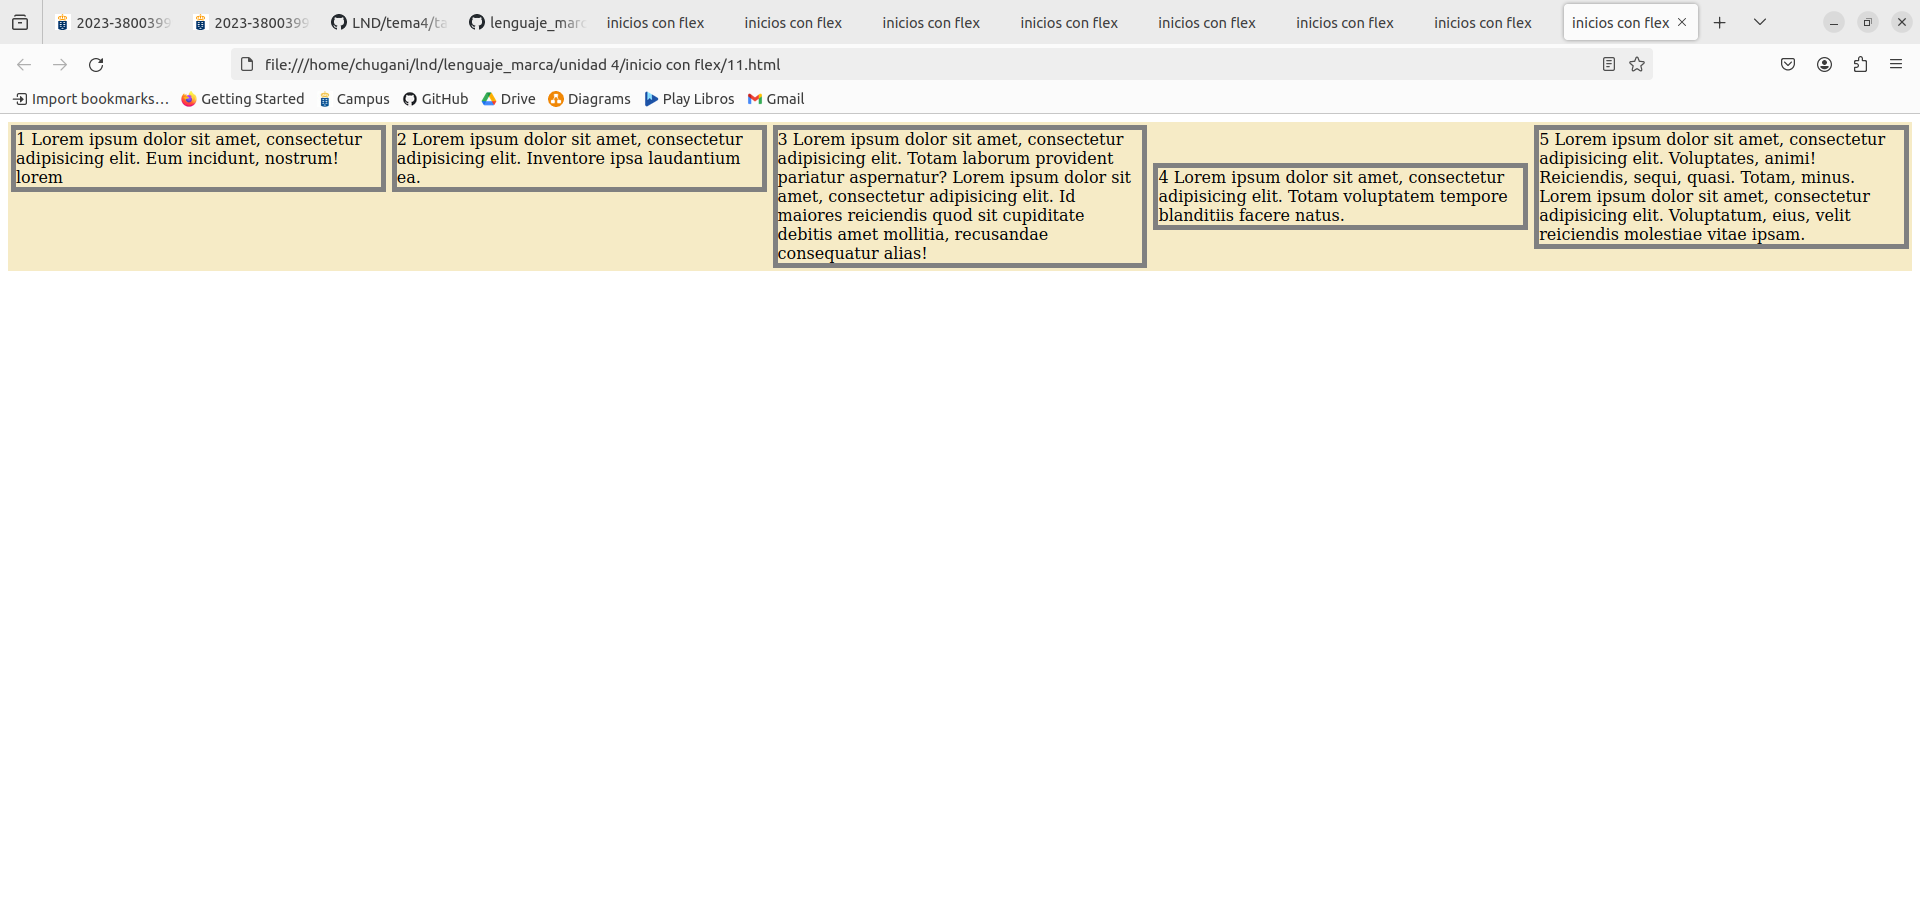 2023-3800399
2023-3800399
LND/tema4/ta
lenguaje_marc
inicios con flex
inicios con flex
inicios con flex
inicios con flex
inicios con flex
inicios con flex
inicios con flex
inicios con flex
file:///home/chugani/lnd/lenguaje_marca/unidad 4/inicio con flex/11.html
Import bookmarks...
Getting Started
Campus
GitHub
Drive
Diagrams
Play Libros
Gmail
1 Lorem ipsum dolor sit amet, consectetur
adipisicing elit. Eum incidunt, nostrum!
lorem
2 Lorem ipsum dolor sit amet, consectetur
adipisicing elit. Inventore ipsa laudantium
ea.
3 Lorem ipsum dolor sit amet, consectetur
adipisicing elit. Totam laborum provident
pariatur aspernatur? Lorem ipsum dolor sit
amet, consectetur adipisicing elit. Id
maiores reiciendis quod sit cupiditate
debitis amet mollitia, recusandae
consequatur alias!
4 Lorem ipsum dolor sit amet, consectetur
adipisicing elit. Totam voluptatem tempore
blanditiis facere natus.
5 Lorem ipsum dolor sit amet, consectetur
adipisicing elit. Voluptates, animi!
Reiciendis, sequi, quasi. Totam, minus.
Lorem ipsum dolor sit amet, consectetur
adipisicing elit. Voluptatum, eius, velit
reiciendis molestiae vitae ipsam.